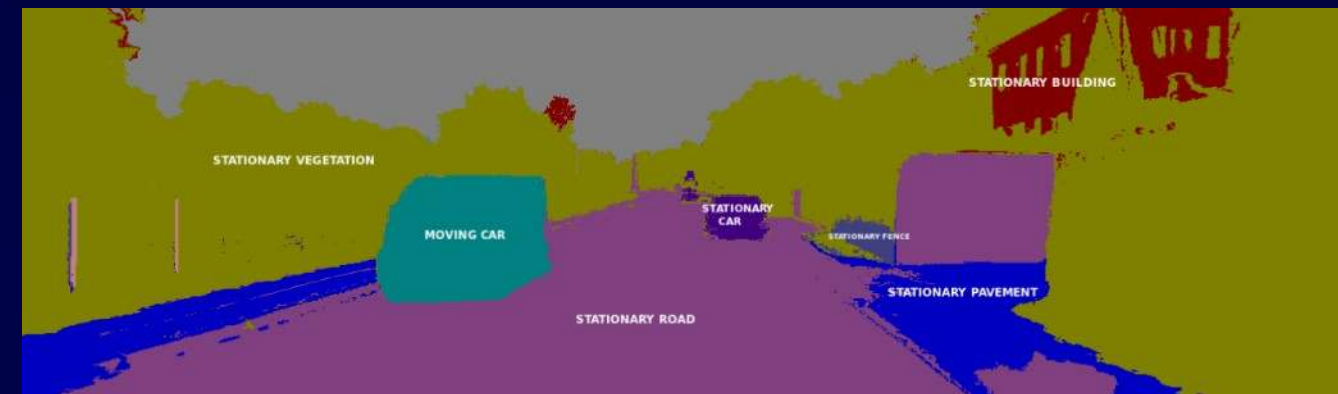 STATIONARY BUILDING
STATIONARY VEGETATION
STATIONARY
CAR
MOVING CAR
STATIONARY FENCE
STATIONARY PAVEMENT
STATIONARY ROAD